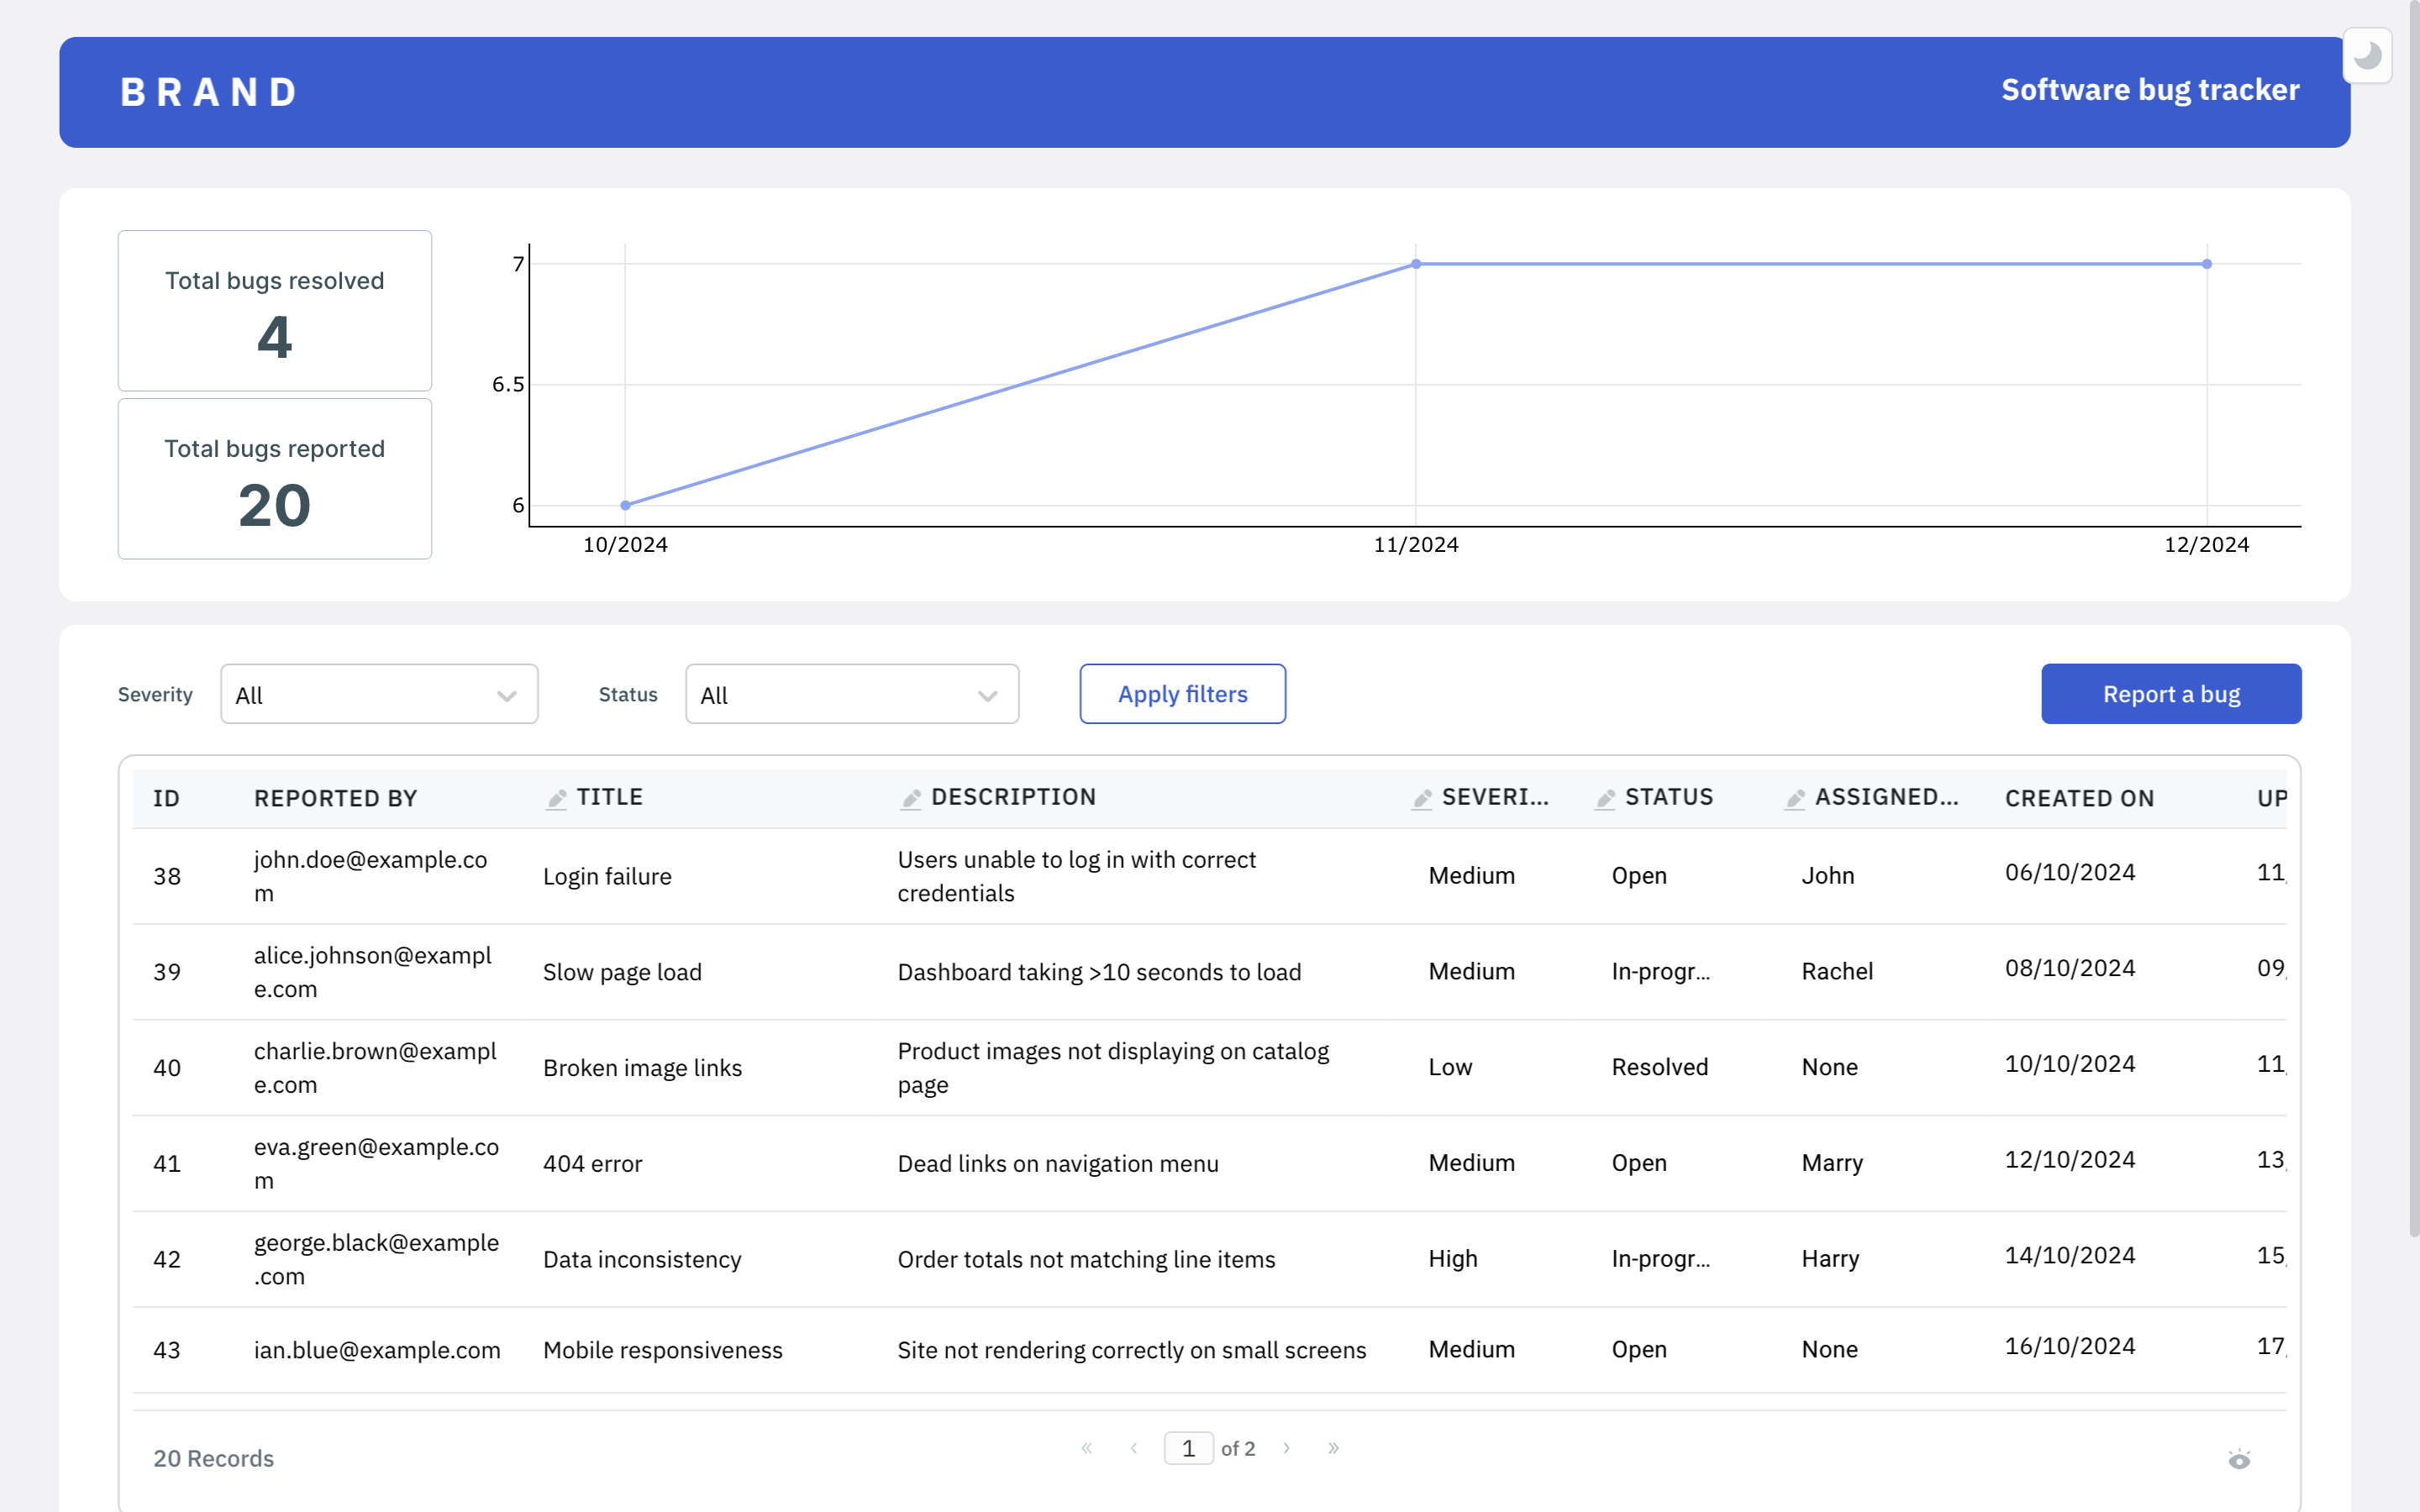 BRAND
Software bug tracker
Total bugs resolved
4
Total bugs reported
20
7
6.5
6
10/2024 11/2024 12/2024
Severity All Status All Apply filters Report a bug
ID REPORTED BY TITLE DESCRIPTION SEVERI... STATUS ASSIGNED... CREATED ON UP
38 john.doe@example.co
m Login failure Users unable to log in with correct
credentials Medium Open John 06/10/2024 11/
39 alice.johnson@exampl
e.com Slow page load Dashboard taking >10 seconds to load Medium In-progr... Rachel 08/10/2024 09/
40 charlie.brown@exampl
e.com Broken image links Product images not displaying on catalog
page Low Resolved None 10/10/2024 11/
41 eva.green@example.co
m 404 error Dead links on navigation menu Medium Open Marry 12/10/2024 13/
42 george.black@example
.com Data inconsistency Order totals not matching line items High In-progr... Harry 14/10/2024 15/
43 ian.blue@example.com Mobile responsiveness Site not rendering correctly on small screens Medium Open None 16/10/2024 17/
20 Records « ‹ 1 of 2 › »